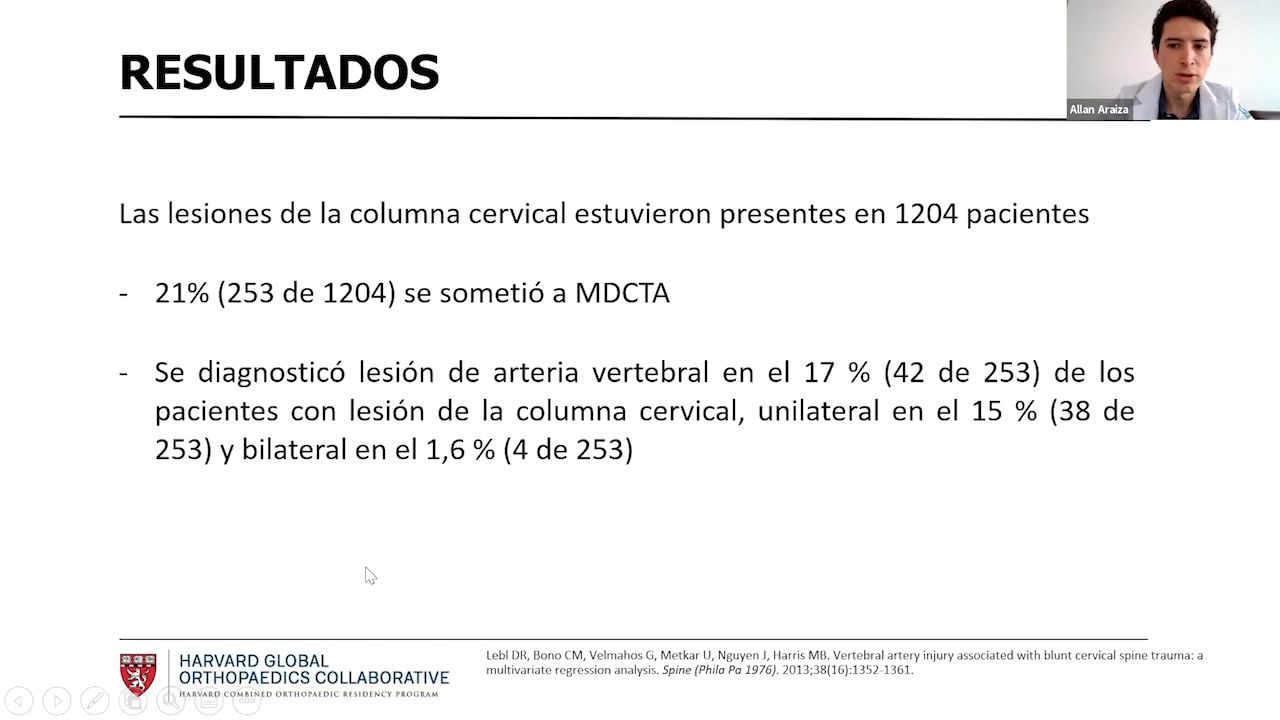 RESULTADOS
Allan Araiza
Las lesiones de la columna cervical estuvieron presentes en 1204 pacientes
- 21% (253 de 1204) se sometió a MDCTA
- Se diagnosticó lesión de arteria vertebral en el 17 % (42 de 253) de los
pacientes con lesión de la columna cervical, unilateral en el 15 % (38 de
253) y bilateral en el 1,6 % (4 de 253)
HARVARD GLOBAL
ORTHOPAEDICS COLLABORATIVE
HARVARD COMBINED ORTHOPAEDIC RESIDENCY PROGRAM
Lebl DR, Bono CM, Velmahos G, Metkar U, Nguyen J, Harris MB. Vertebral artery injury associated with blunt cervical spine trauma: a
multivariate regression analysis. Spine (Phila Pa 1976). 2013;38(16):1352-1361.